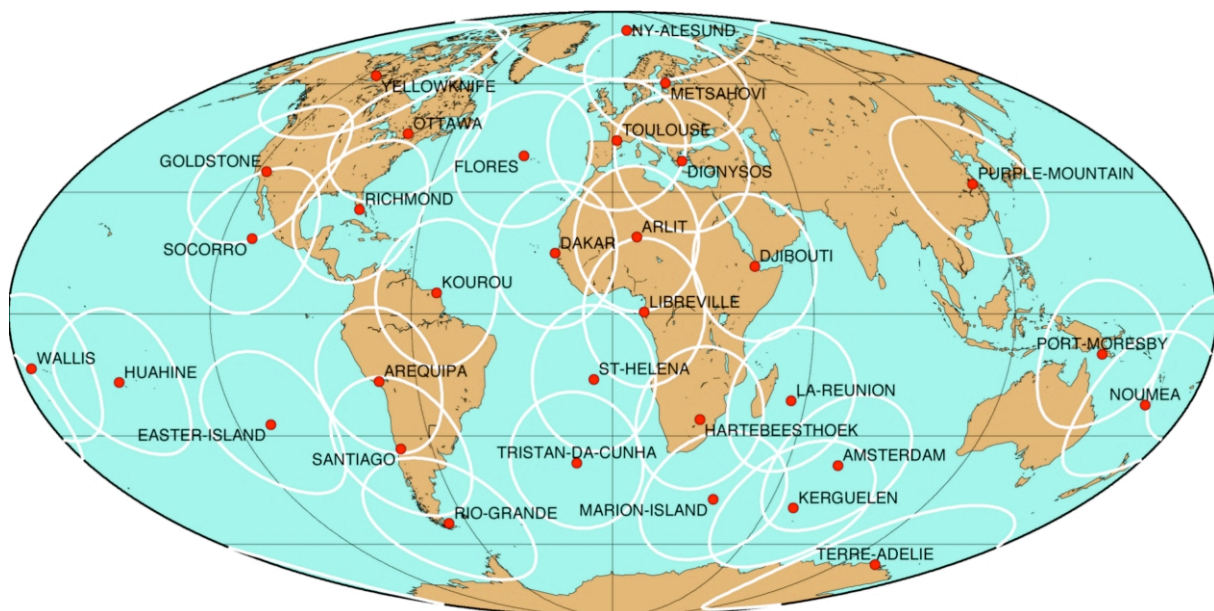 NY-ALESUND
YELLOWKNIFE
METSAHOVI
OTTAWA
TOULOUSE
GOLDSTONE
FLORES
DIONYSOS
PURPLE-MOUNTAIN
RICHMOND
SOCORRO
DAKAR
ARLIT
DJIBOUTI
KOUROU
LIBREVILLE
WALLIS
HUAHINE
AREQUIPA
ST-HELENA
PORT-MORESBY
LA-REUNION
NOUMEA
EASTER-ISLAND
HARTEBEESTHOEK
SANTIAGO
TRISTAN-DA-CUNHA
AMSTERDAM
RIO-GRANDE
MARION-ISLAND
KERGUELEN
TERRE-ADELIE